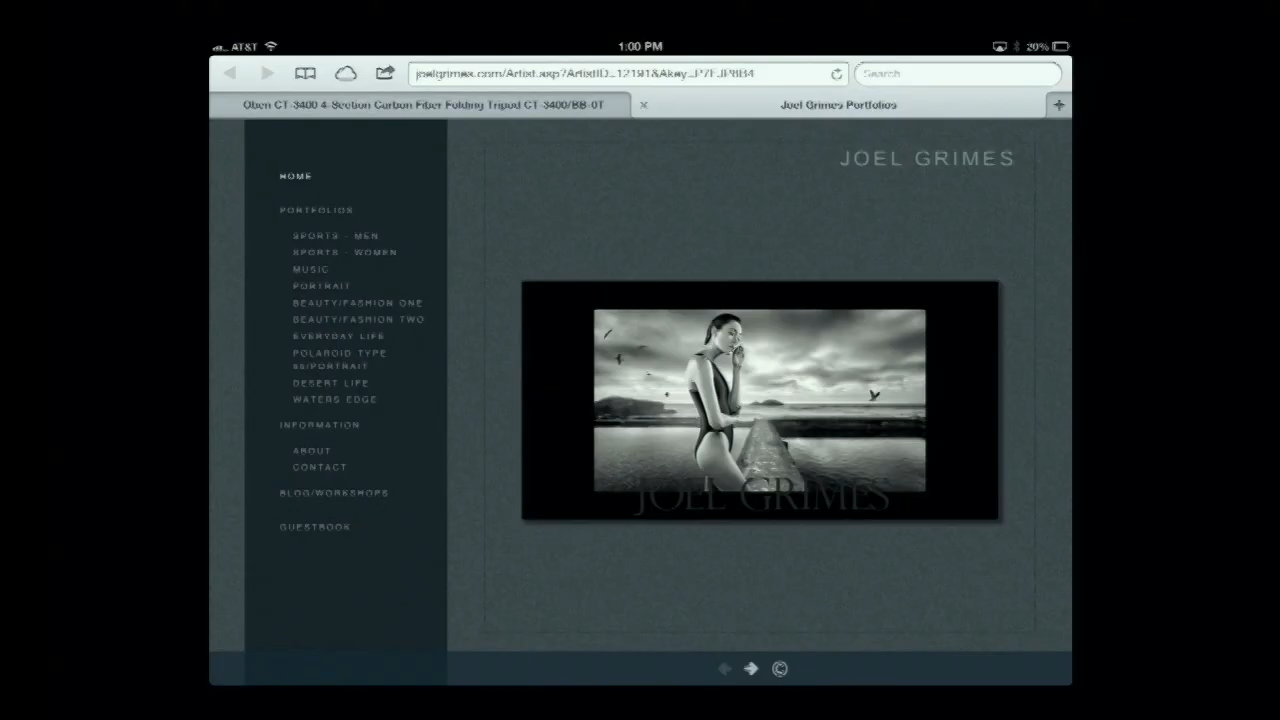 AT&T
1:00 PM
20%
Search
Oben CT-3400 4-Section Carbon Fiber Folding Tripod CT-3400/BB-0T
Joel Grimes Portfolios
JOEL GRIMES
HOME
PORTFOLIOS
SPORTS - MEN
SPORTS - WOMEN
MUSIC
PORTRAIT
BEAUTY/FASHION ONE
BEAUTY/FASHION TWO
EVERYDAY LIFE
POLAROID TYPE
55/PORTRAIT
DESERT LIFE
WATERS EDGE
INFORMATION
ABOUT
CONTACT
BLOG/WORKSHOPS
GUESTBOOK
JOEL GRIMES
©